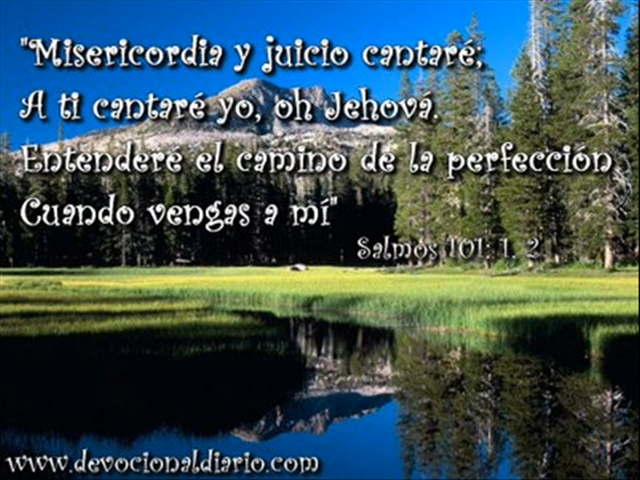 "Misericordia y juicio cantaré;
A ti cantaré yo, oh Jehová.
Entenderé el camino de la perfección
Cuando vengas a mí"
Salmos 101: 1. 2
www.devocionaldiario.com